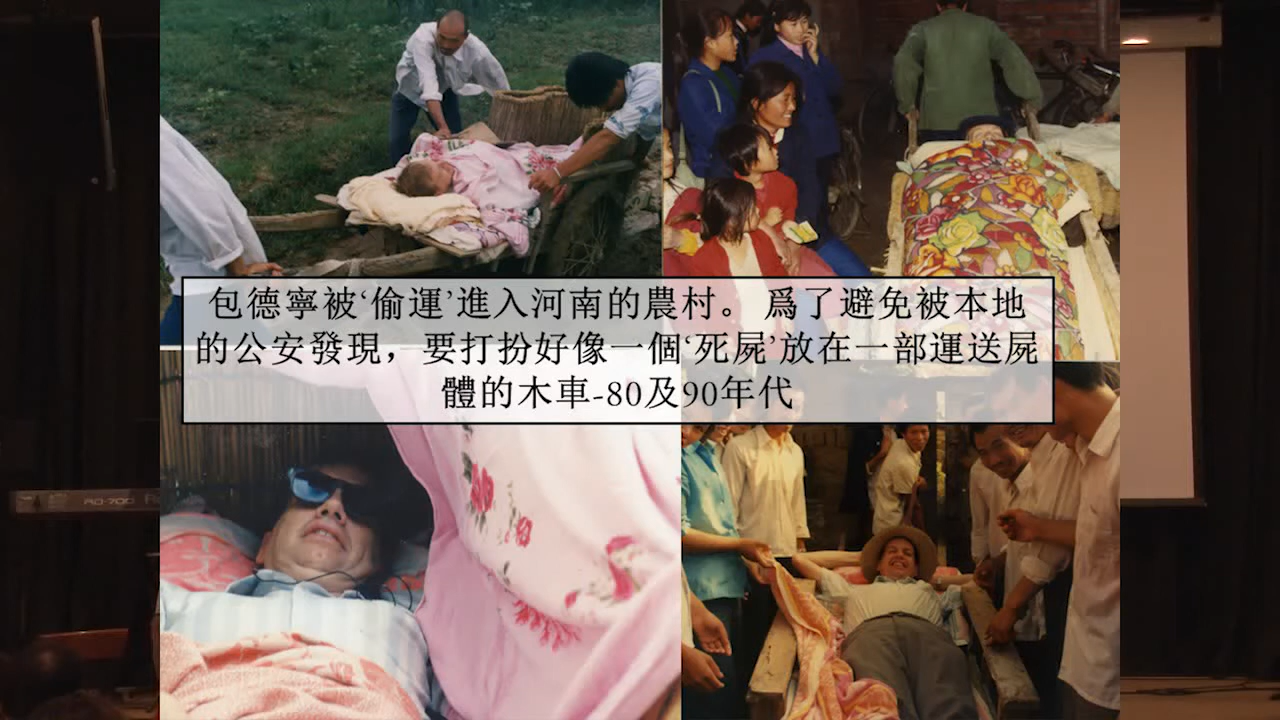 包德寧被‘偷運’進入河南的農村。 爲了避免被本地
的公安發現，要打扮好像一個‘死屍’放在一部運送屍
體的木車-80及90年代
RD-700